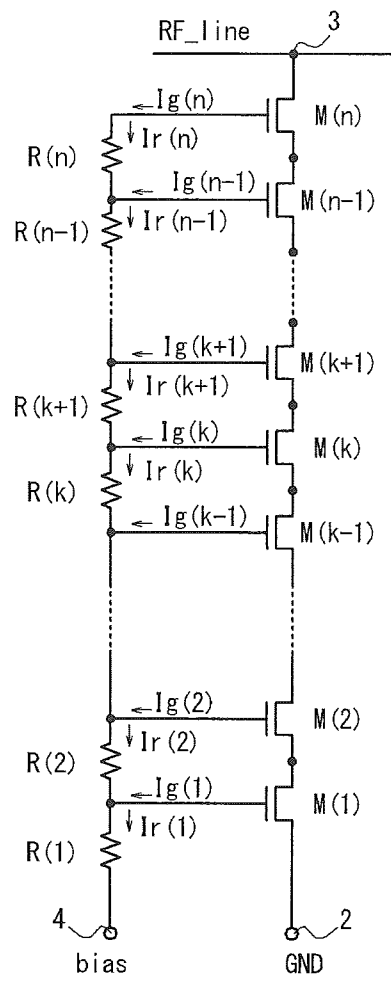 3
RF_line
Ig(n)
M(n)
Ir(n)
R(n)
Ig(n-1)
M(n-1)
Ir(n-1)
R(n-1)
Ig(k+1)
M(k+1)
Ir(k+1)
R(k+1)
Ig(k)
M(k)
Ir(k)
R(k)
Ig(k-1)
M(k-1)
Ig(2)
M(2)
Ir(2)
R(2)
Ig(1)
M(1)
Ir(1)
R(1)
4
2
bias
GND